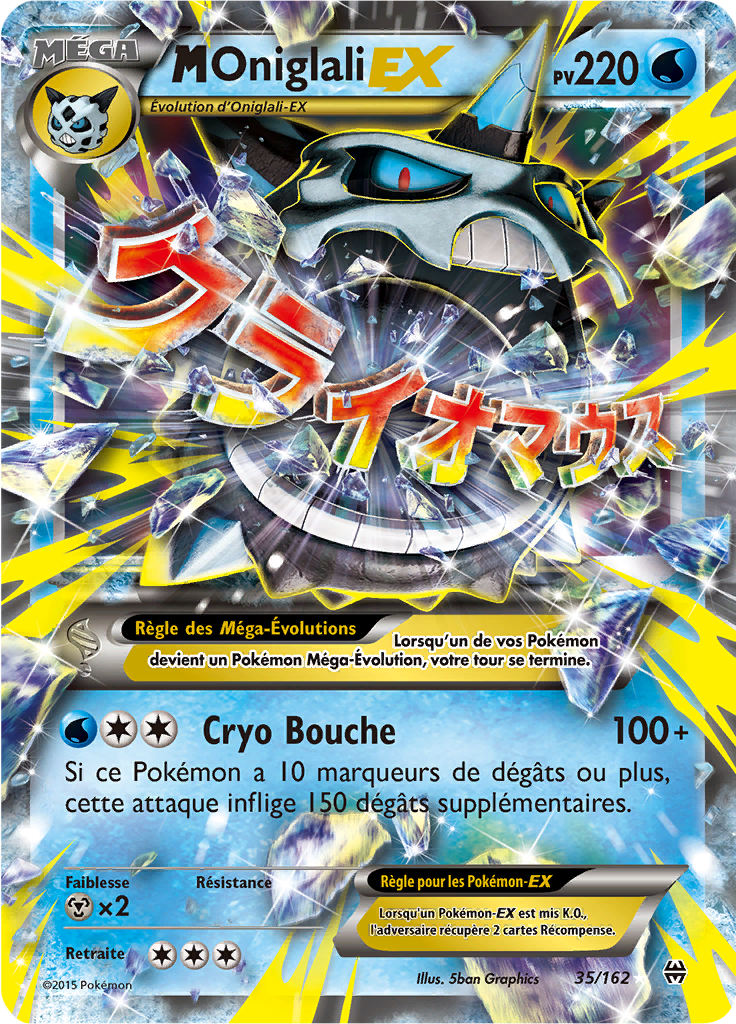 MÉGA
MOniglali EX
PV220
Évolution d'Oniglali-EX
クライオマウス
Règle des Méga-Évolutions
Lorsqu'un de vos Pokémon
devient un Pokémon Méga-Évolution, votre tour se termine.
Cryo Bouche 100+
Si ce Pokémon a 10 marqueurs de dégâts ou plus,
cette attaque inflige 150 dégâts supplémentaires.
Faiblesse Résistance
×2
Règle pour les Pokémon-EX
Lorsqu'un Pokémon-EX est mis K.O.,
l'adversaire récupère 2 cartes Récompense.
Retraite
©2015 Pokémon
Illus. 5ban Graphics 35/162